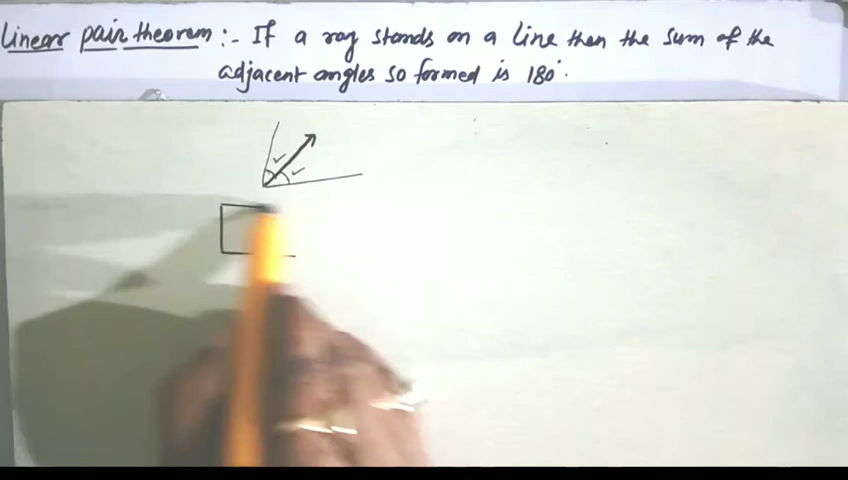 Linear pair theorem :- If a ray stands on a line then the sum of the
adjacent angles so formed is 180°.